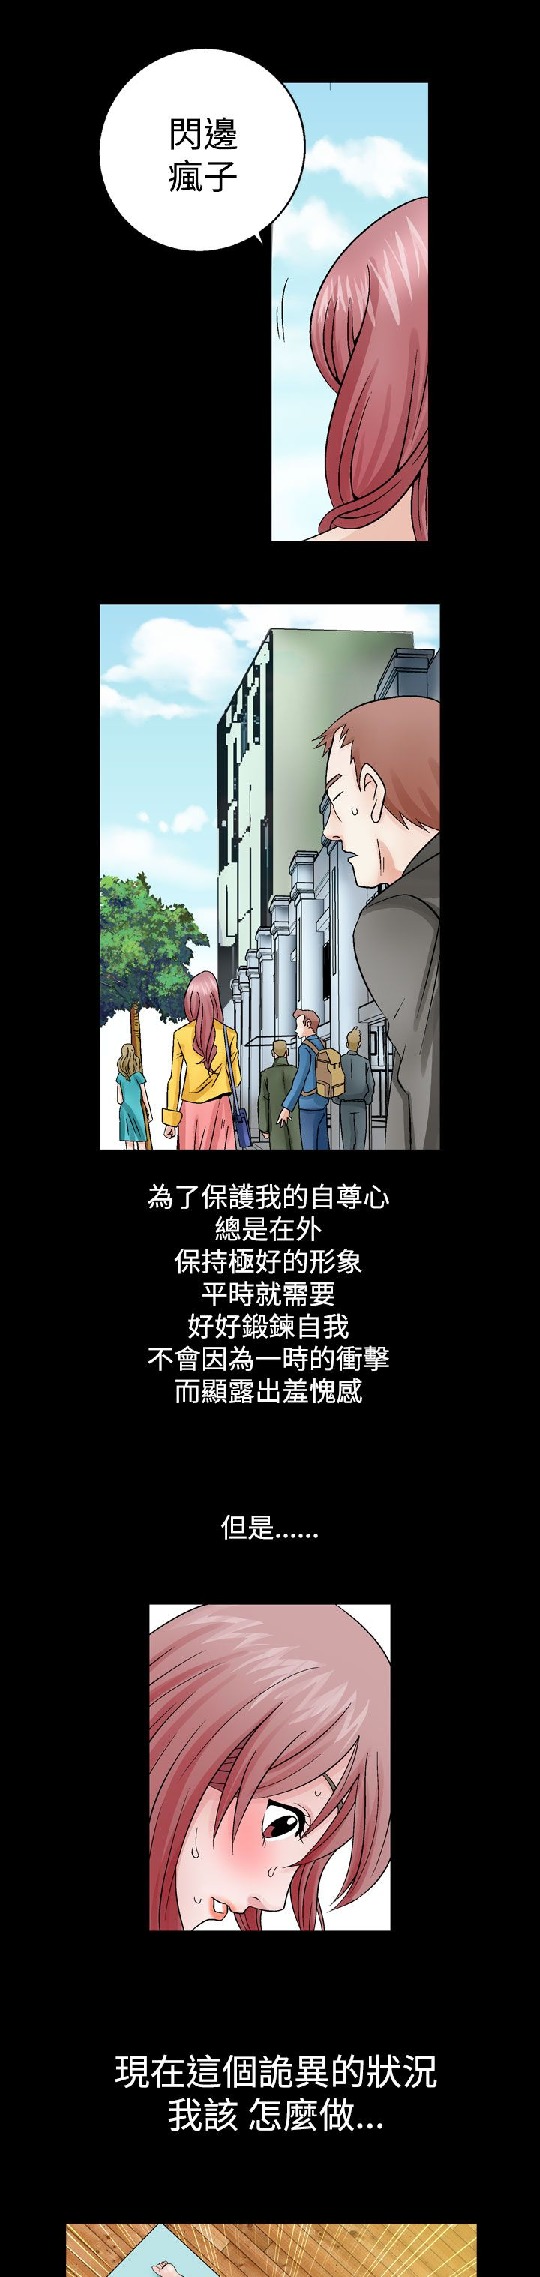 閃邊
瘋子
為了保護我的自尊心
總是在外
保持極好的形象
平時就需要
好好鍛鍊自我
不會因為一時的衝擊
而顯露出羞愧感
但是......
現在這個詭異的狀況
我該 怎麼做...